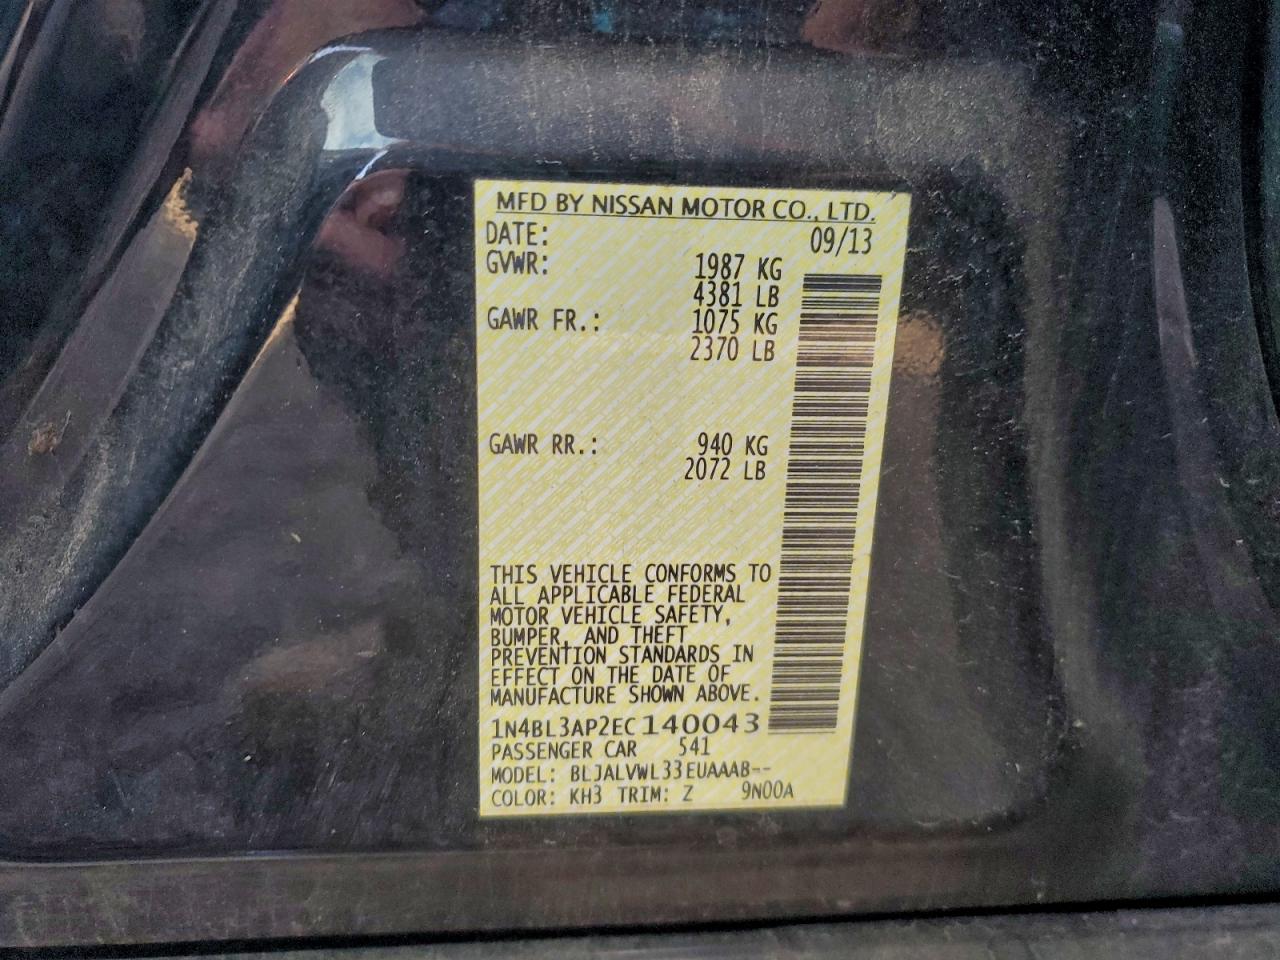 MFD BY NISSAN MOTOR CO., LTD.
DATE: 09/13
GVWR: 1987 KG
4381 LB
GAWR FR.: 1075 KG
2370 LB
GAWR RR.: 940 KG
2072 LB
THIS VEHICLE CONFORMS TO
ALL APPLICABLE FEDERAL
MOTOR VEHICLE SAFETY,
BUMPER, AND THEFT
PREVENTION STANDARDS IN
EFFECT ON THE DATE OF
MANUFACTURE SHOWN ABOVE.
1N4BL3AP2EC140043
PASSENGER CAR 541
MODEL: BLJALVWL33EUAAAB--
COLOR: KH3 TRIM: Z 9N00A